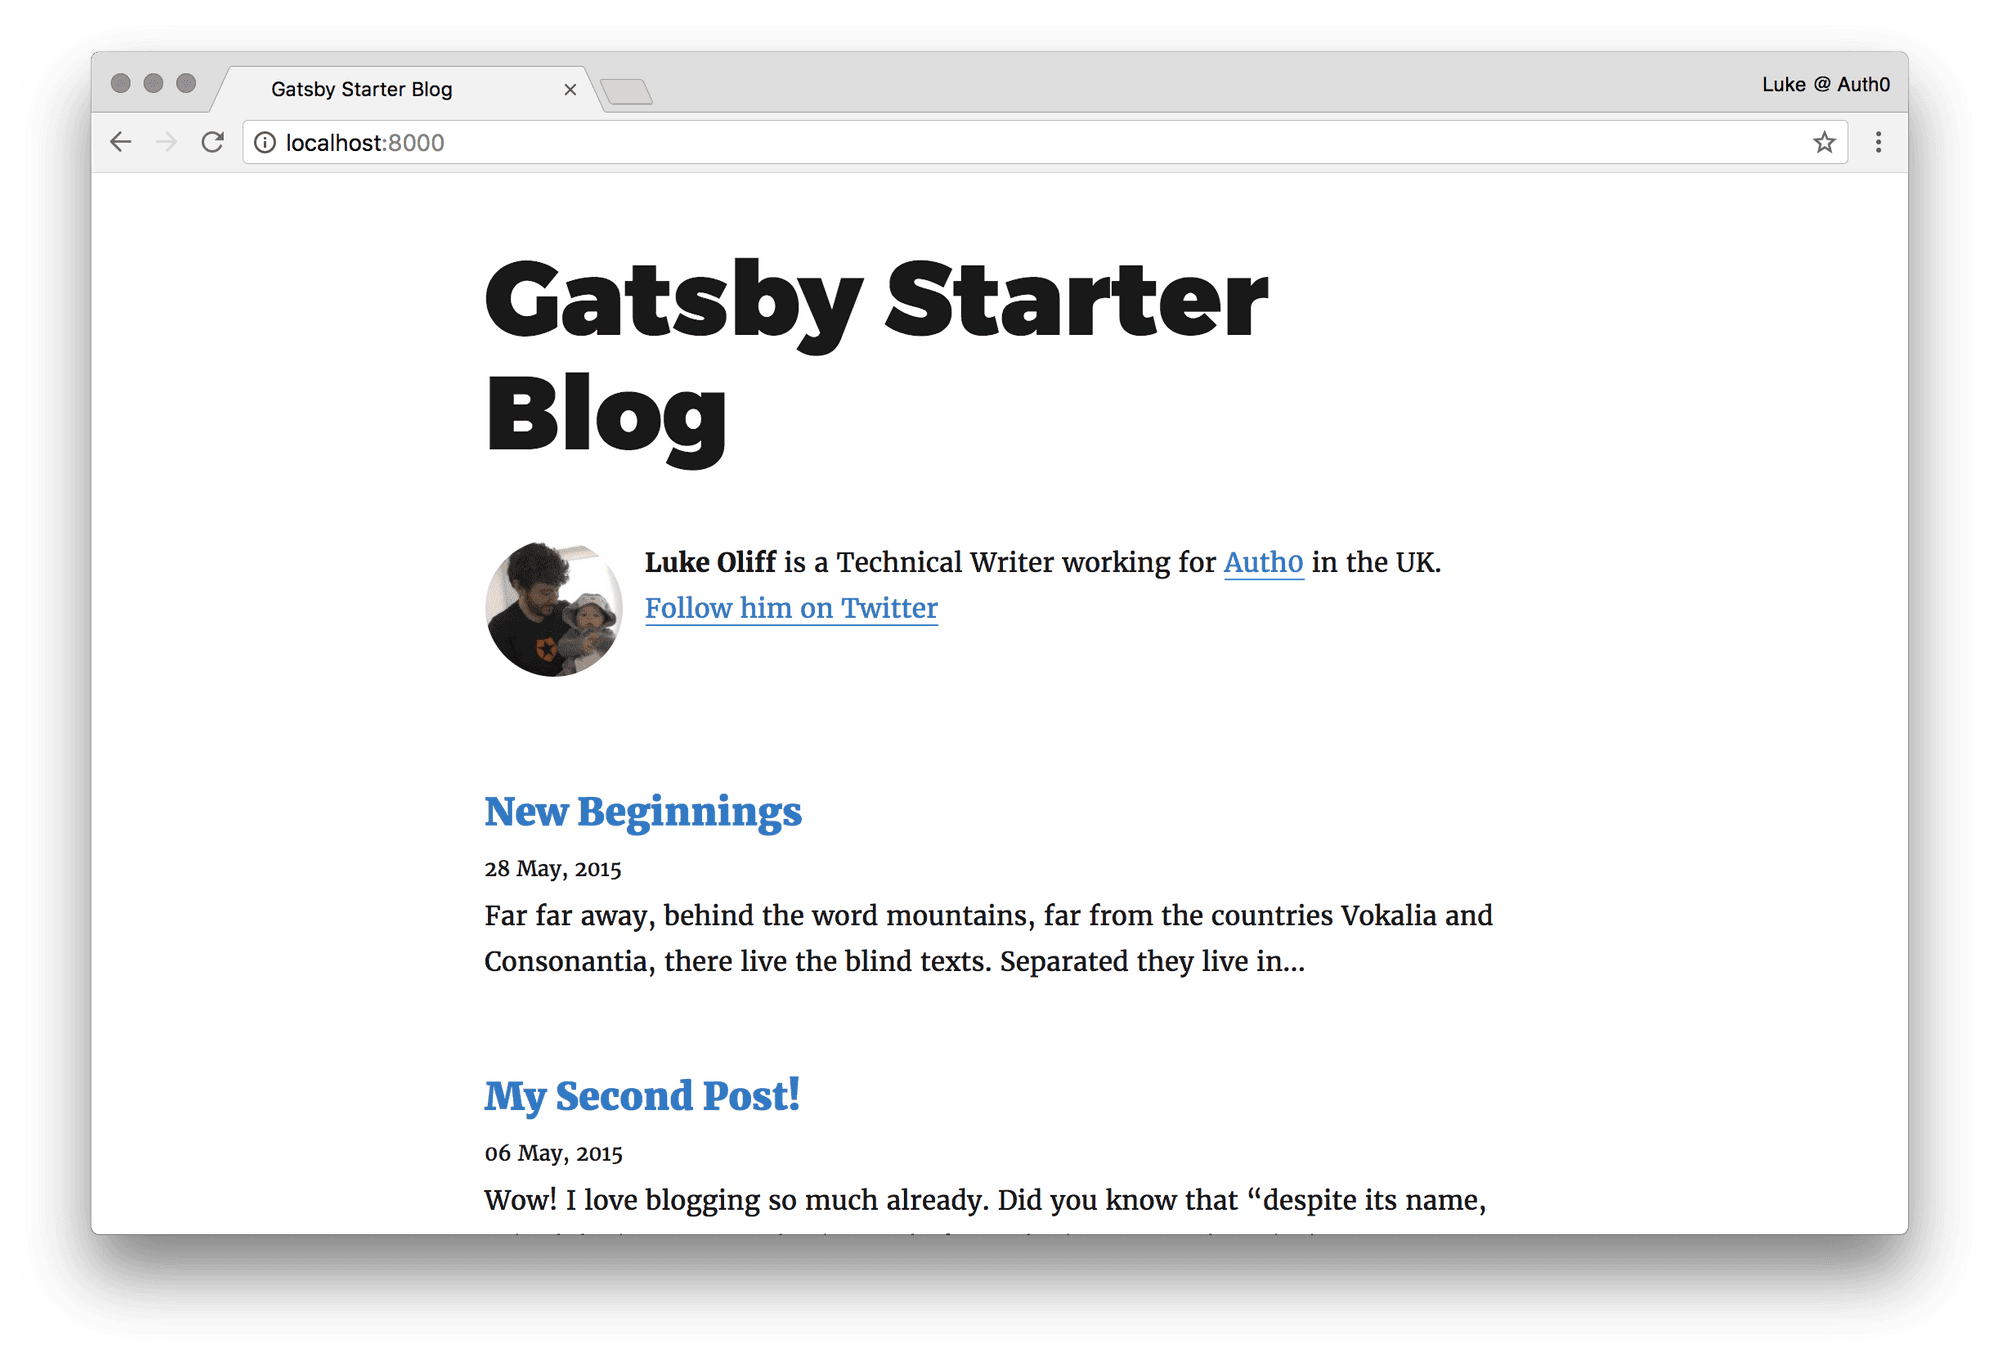 Gatsby Starter Blog
Luke @ Auth0
localhost:8000
Gatsby Starter
Blog
Luke Oliff is a Technical Writer working for Auth0 in the UK.
Follow him on Twitter
New Beginnings
28 May, 2015
Far far away, behind the word mountains, far from the countries Vokalia and
Consonantia, there live the blind texts. Separated they live in...
My Second Post!
06 May, 2015
Wow! I love blogging so much already. Did you know that “despite its name,